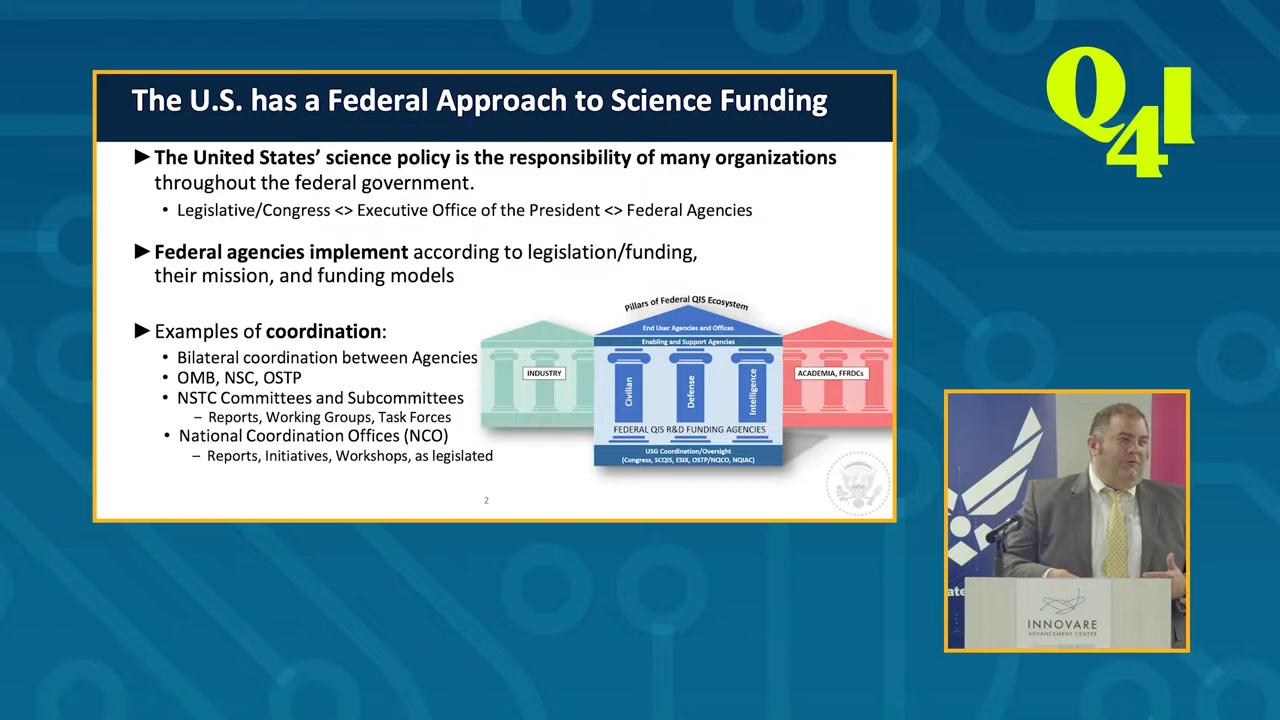 The U.S. has a Federal Approach to Science Funding
►The United States' science policy is the responsibility of many organizations
throughout the federal government.
• Legislative/Congress <> Executive Office of the President <> Federal Agencies
►Federal agencies implement according to legislation/funding,
their mission, and funding models
►Examples of coordination:
• Bilateral coordination between Agencies
• OMB, NSC, OSTP
• NSTC Committees and Subcommittees
– Reports, Working Groups, Task Forces
• National Coordination Offices (NCO)
– Reports, Initiatives, Workshops, as legislated
Pillars of Federal QIS Ecosystem
End User Agencies and Offices
Enabling and Support Agencies
INDUSTRY
Civilian
Defense
Intelligence
ACADEMIA, FFRDCs
FEDERAL QIS R&D FUNDING AGENCIES
USG Coordination/Oversight
(Congress, SCQIS, ESIX, OSTP/NQCO, NQIAC)
2
Q4I
INNOVARE
ADVANCEMENT CENTER